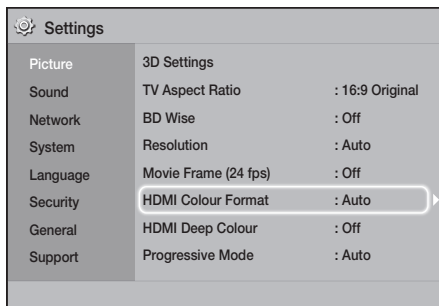 Settings
Picture
Sound
Network
System
Language
Security
General
Support
3D Settings
TV Aspect Ratio : 16:9 Original
BD Wise : Off
Resolution : Auto
Movie Frame (24 fps) : Off
HDMI Colour Format : Auto
HDMI Deep Colour : Off
Progressive Mode : Auto